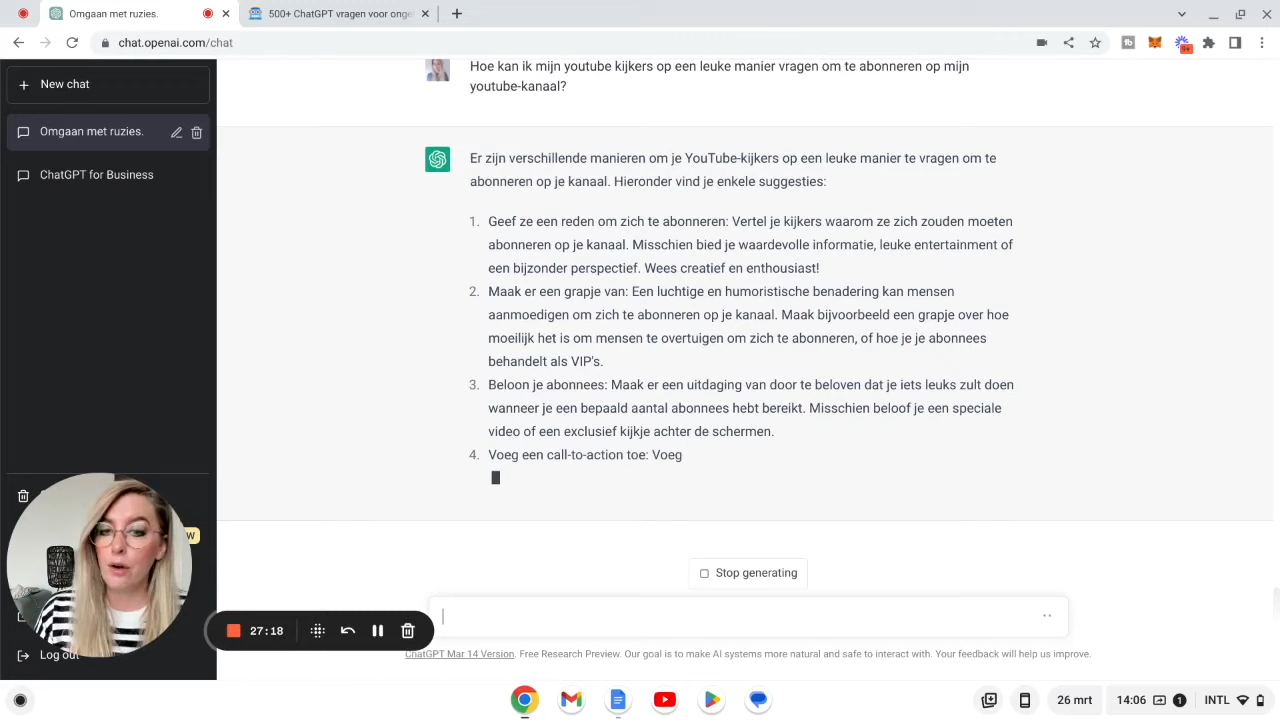 Omgaan met ruzies.
500+ ChatGPT vragen voor onge
chat.openai.com/chat
9+
New chat
Omgaan met ruzies.
ChatGPT for Business
Hoe kan ik mijn youtube kijkers op een leuke manier vragen om te abonneren op mijn
youtube-kanaal?
Er zijn verschillende manieren om je YouTube-kijkers op een leuke manier te vragen om te
abonneren op je kanaal. Hieronder vind je enkele suggesties:
1. Geef ze een reden om zich te abonneren: Vertel je kijkers waarom ze zich zouden moeten
abonneren op je kanaal. Misschien bied je waardevolle informatie, leuke entertainment of
een bijzonder perspectief. Wees creatief en enthousiast!
2. Maak er een grapje van: Een luchtige en humoristische benadering kan mensen
aanmoedigen om zich te abonneren op je kanaal. Maak bijvoorbeeld een grapje over hoe
moeilijk het is om mensen te overtuigen om zich te abonneren, of hoe je je abonnees
behandelt als VIP's.
3. Beloon je abonnees: Maak er een uitdaging van door te beloven dat je iets leuks zult doen
wanneer je een bepaald aantal abonnees hebt bereikt. Misschien beloof je een speciale
video of een exclusief kijkje achter de schermen.
4. Voeg een call-to-action toe: Voeg
W
Stop generating
27:18
Log out
ChatGPT Mar 14 Version. Free Research Preview. Our goal is to make AI systems more natural and safe to interact with. Your feedback will help us improve.
26 mrt
14:06
1
INTL